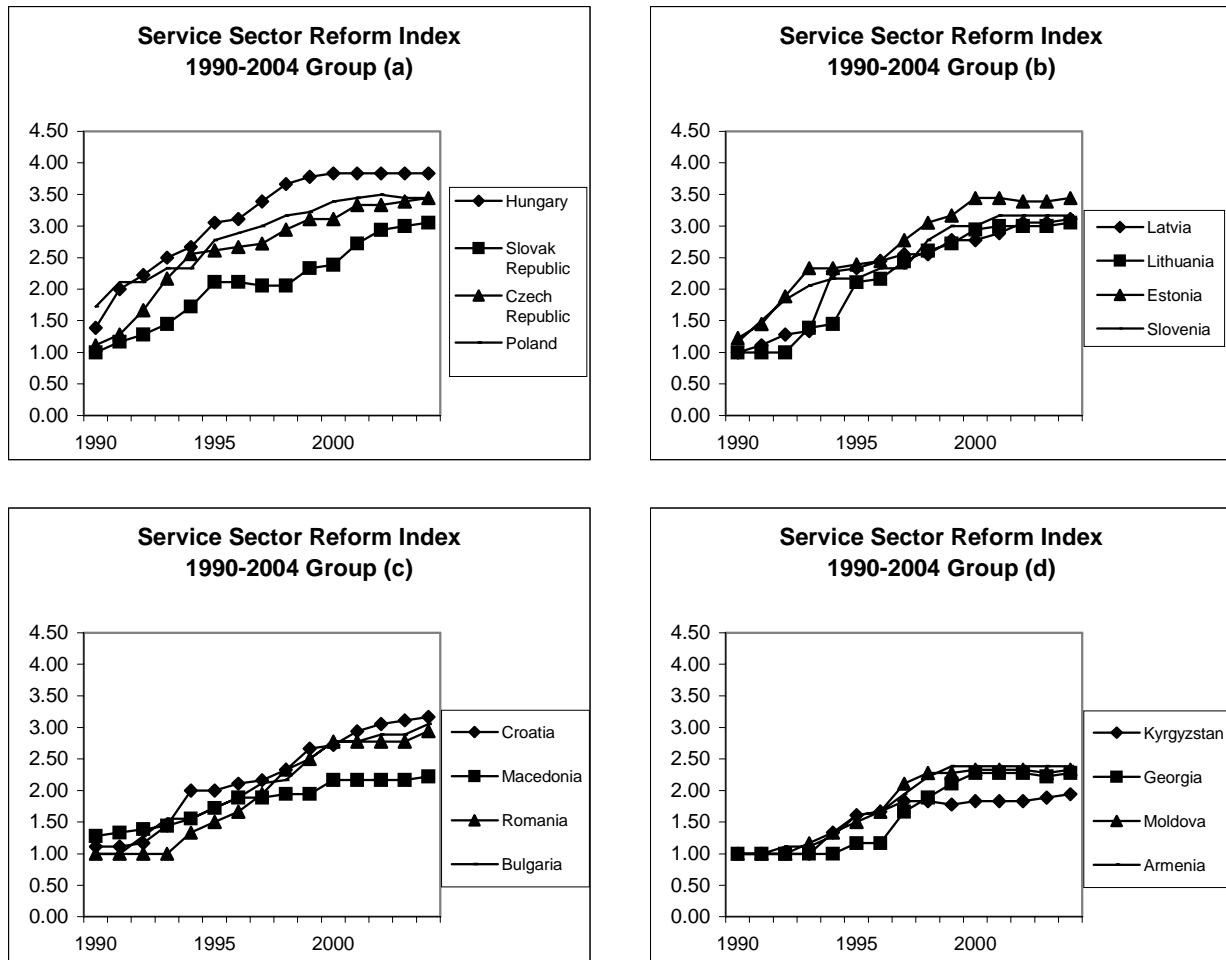 Service Sector Reform Index
1990-2004 Group (a)
4.50
4.00
3.50
3.00
2.50
2.00
1.50
1.00
0.50
0.00
1990 1995 2000
Hungary
Slovak
Republic
Czech
Republic
Poland
Service Sector Reform Index
1990-2004 Group (b)
4.50
4.00
3.50
3.00
2.50
2.00
1.50
1.00
0.50
0.00
1990 1995 2000
Latvia
Lithuania
Estonia
Slovenia
Service Sector Reform Index
1990-2004 Group (c)
4.50
4.00
3.50
3.00
2.50
2.00
1.50
1.00
0.50
0.00
1990 1995 2000
Croatia
Macedonia
Romania
Bulgaria
Service Sector Reform Index
1990-2004 Group (d)
4.50
4.00
3.50
3.00
2.50
2.00
1.50
1.00
0.50
0.00
1990 1995 2000
Kyrgyzstan
Georgia
Moldova
Armenia